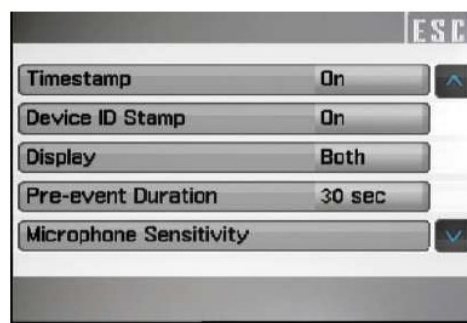 ESC
Timestamp On
Device ID Stamp On
Display Both
Pre-event Duration 30 sec
Microphone Sensitivity